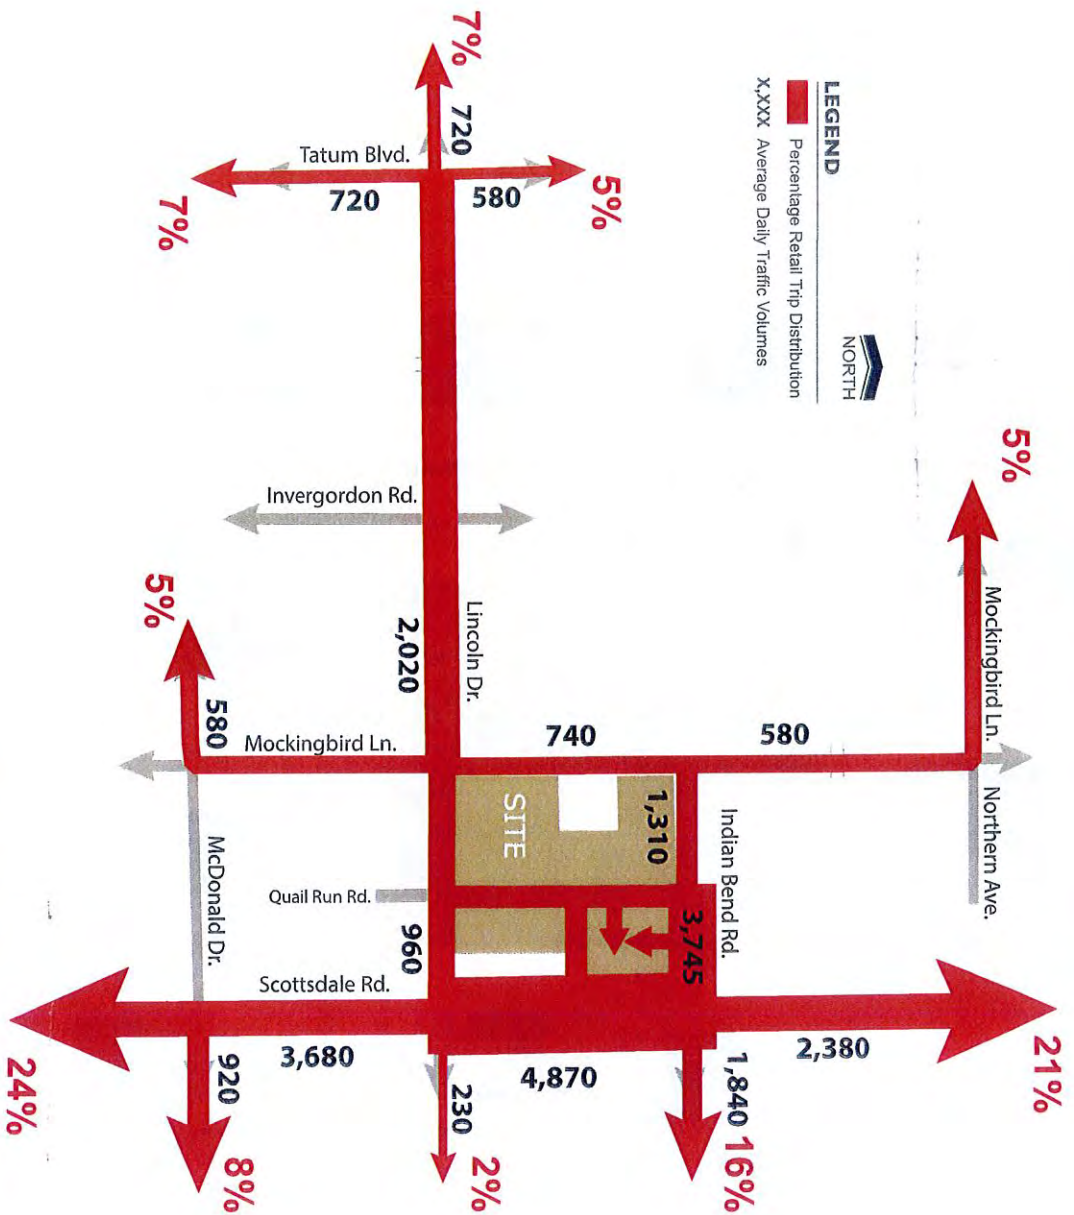 LEGEND
Percentage Retail Trip Distribution
X,XXX Average Daily Traffic Volumes
NORTH
7%
720
Tatum Blvd.
720
7%
580
5%
Invergordon Rd.
Lincoln Dr.
2,020
5%
Mockingbird Ln.
Northern Ave.
740
580
5%
580
Mockingbird Ln.
McDonald Dr.
SITE
1,310
Indian Bend Rd.
3,745
Quail Run Rd.
960
Scottsdale Rd.
3,680
4,870
2,380
21%
1,840
16%
230
2%
920
8%
24%